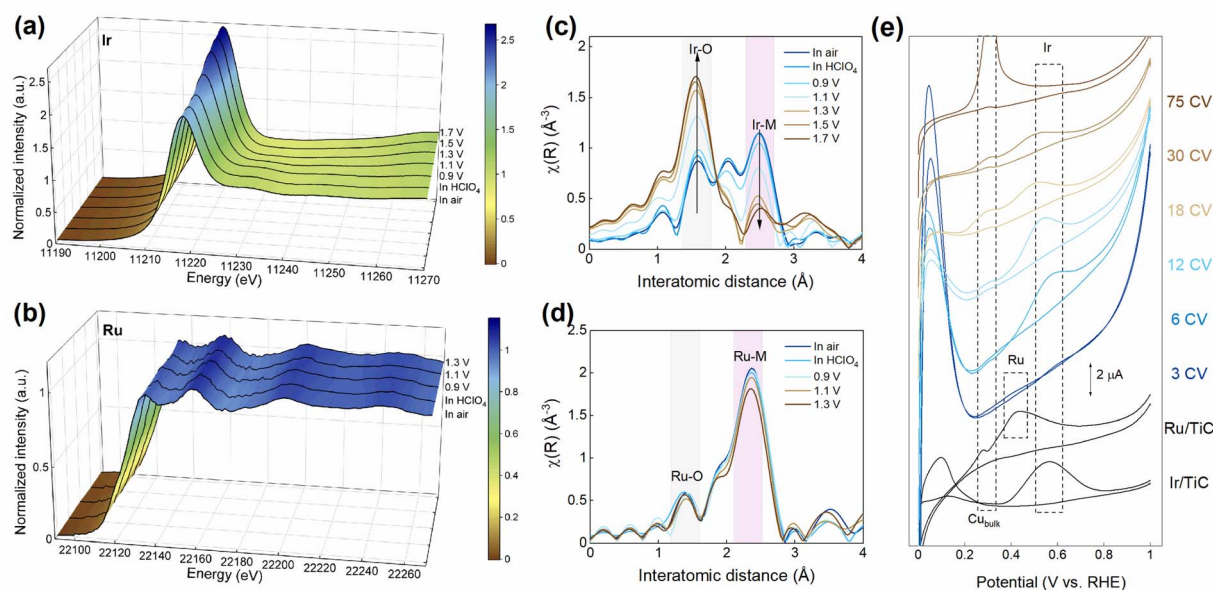 (a)
Ir
Normalized intensity (a.u.)
2.5
2
1.5
1
0.5
0
11190
11200
11210
11220
11230
11240
11250
11260
11270
Energy (eV)
1.7 V
1.5 V
1.3 V
1.1 V
0.9 V
In HClO₄
In air
2.5
2
1.5
1
0.5
0
(b)
Ru
Normalized intensity (a.u.)
1
0.5
0
22100
22120
22140
22160
22180
22200
22220
22240
22260
Energy (eV)
1.3 V
1.1 V
0.9 V
In HClO₄
In air
1
0.8
0.6
0.4
0.2
0
(c)
Ir-O
Ir-M
In air
In HClO₄
0.9 V
1.1 V
1.3 V
1.5 V
1.7 V
χ(R) (Å⁻³)
2
1.5
1
0.5
0
0 1 2 3 4
Interatomic distance (Å)
(d)
Ru-M
Ru-O
In air
In HClO₄
0.9 V
1.1 V
1.3 V
χ(R) (Å⁻³)
2.5
2
1.5
1
0.5
0
0 1 2 3 4
Interatomic distance (Å)
(e)
Ir
75 CV
30 CV
18 CV
12 CV
6 CV
3 CV
Ru
2 μA
Ru/TiC
Ir/TiC
Cu_bulk
0 0.2 0.4 0.6 0.8 1
Potential (V vs. RHE)